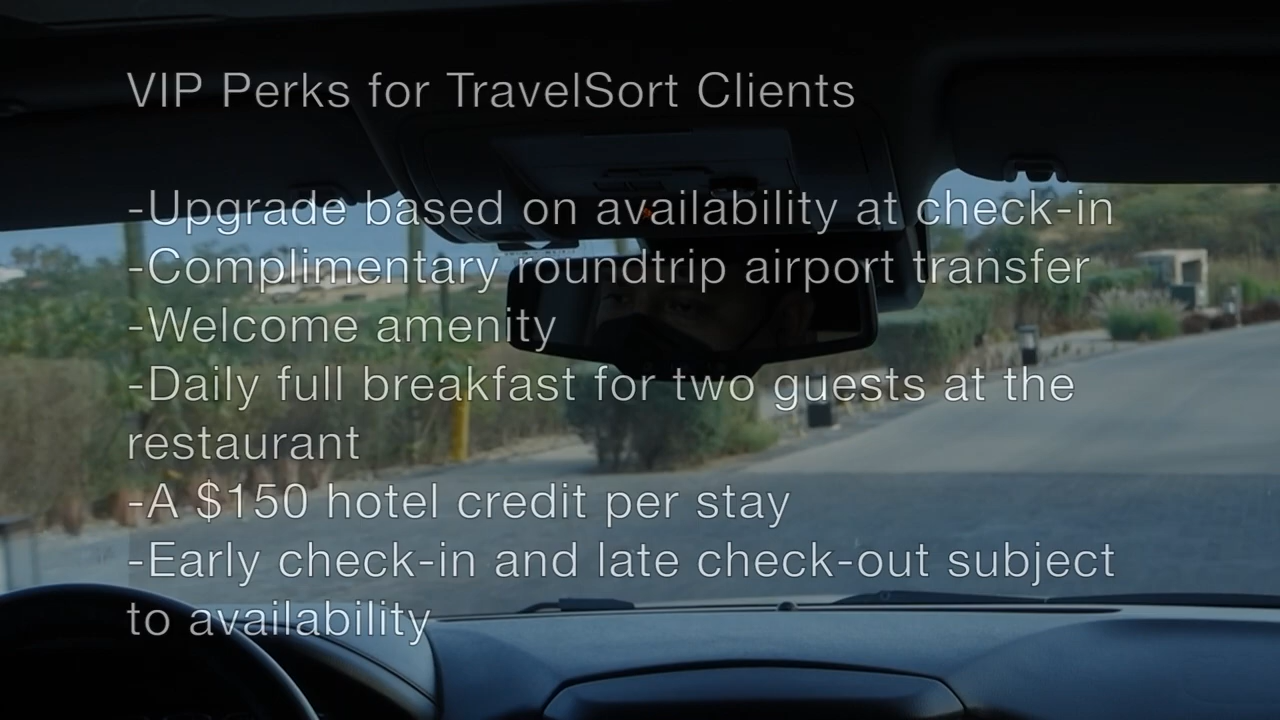 VIP Perks for TravelSort Clients
-Upgrade based on availability at check-in
-Complimentary roundtrip airport transfer
-Welcome amenity
-Daily full breakfast for two guests at the
restaurant
-A $150 hotel credit per stay
-Early check-in and late check-out subject
to availability